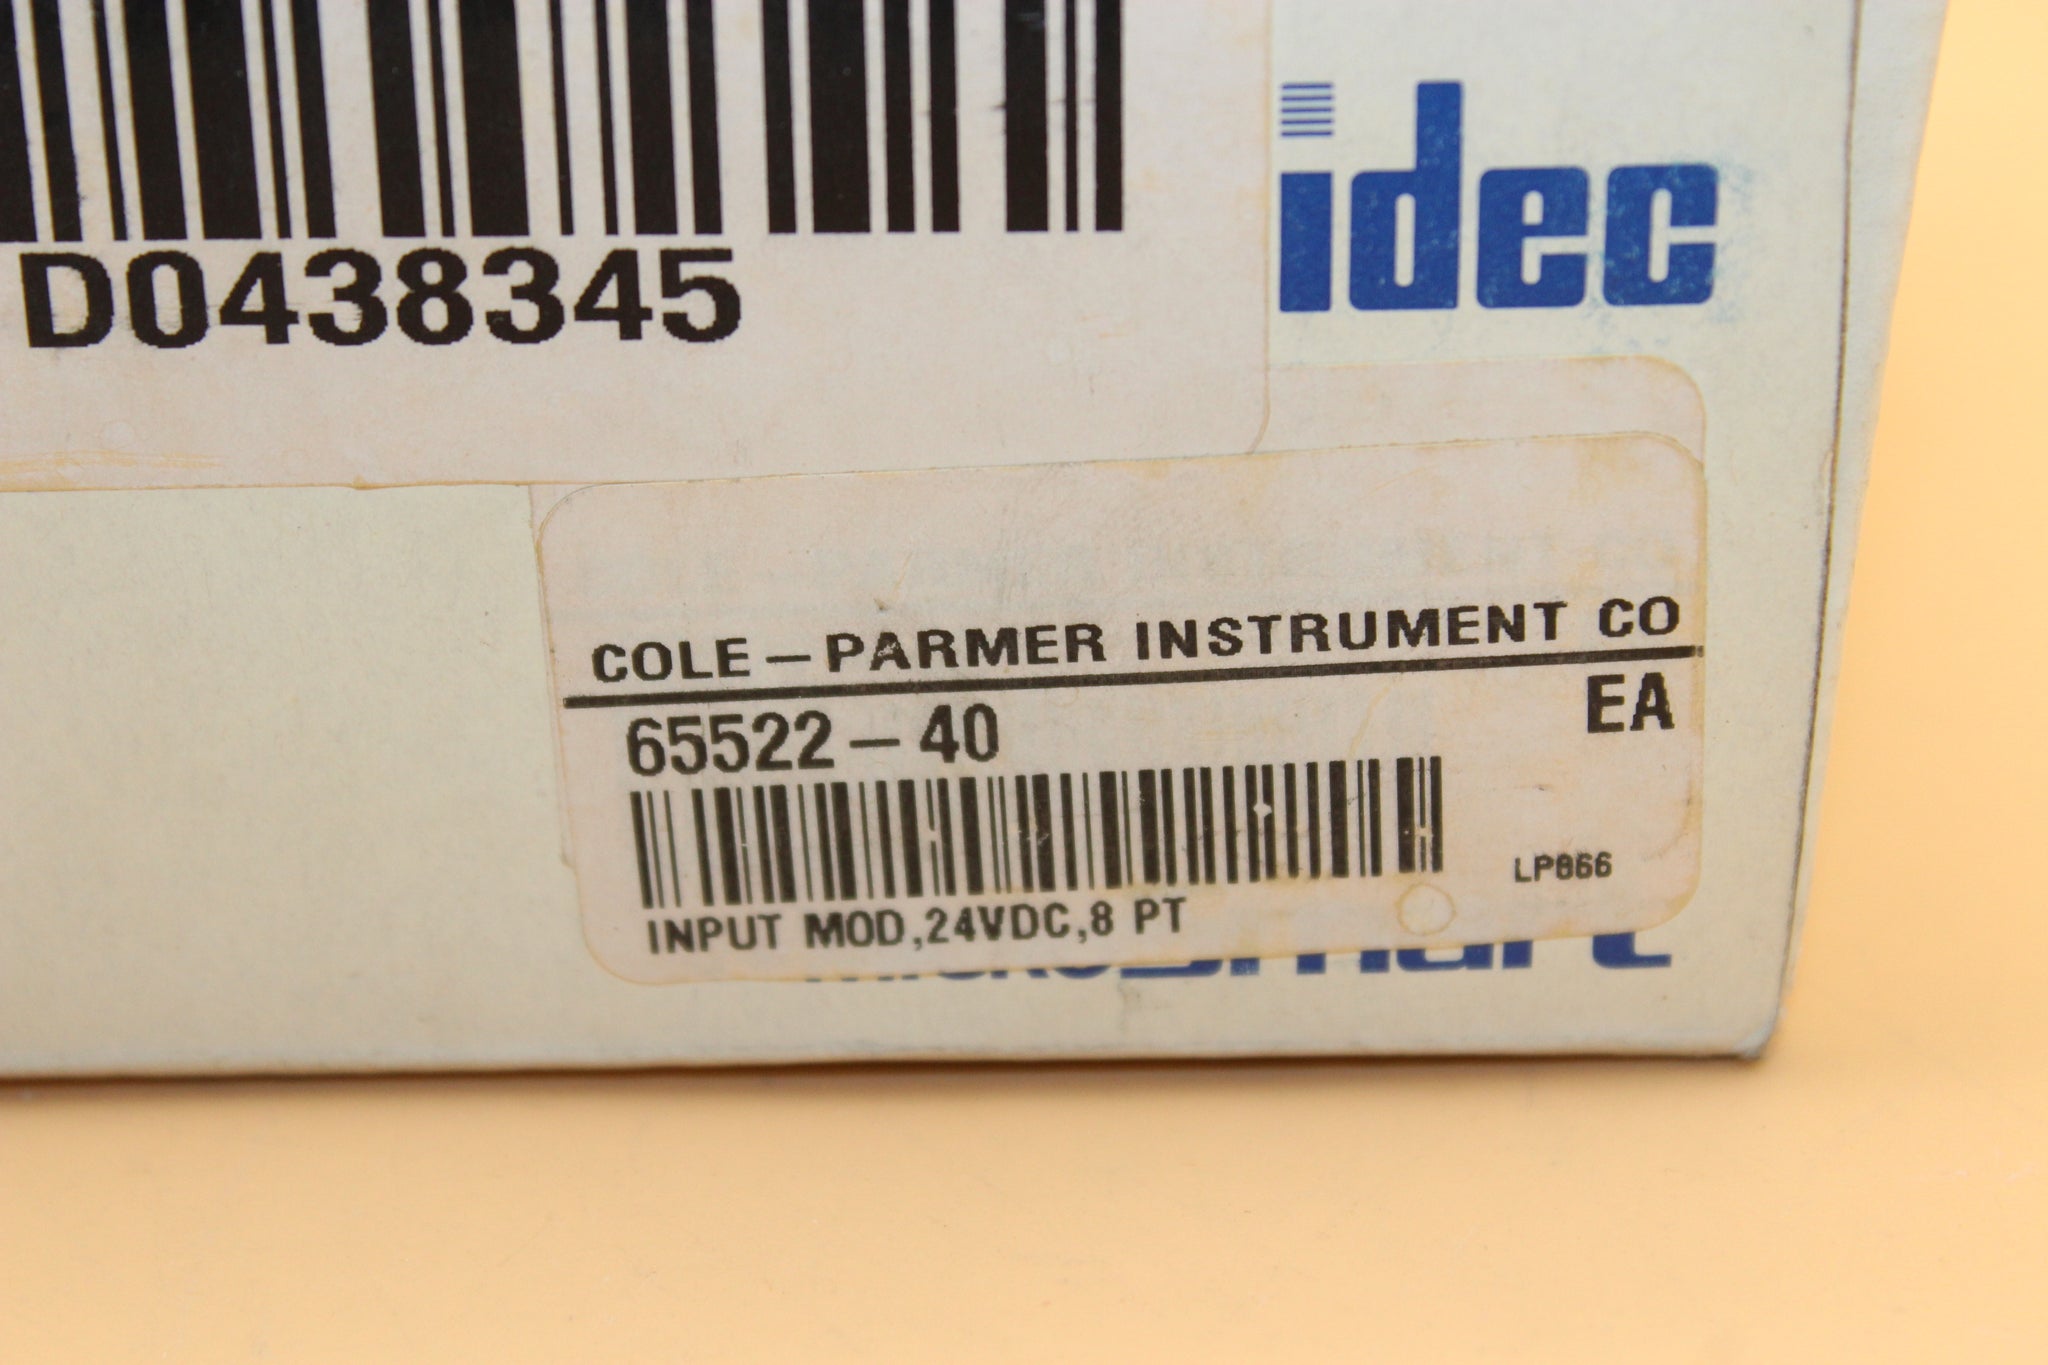 D0438345
idec
COLE-PARMER INSTRUMENT CO
65522-40 EA
LP866
INPUT MOD,24VDC,8 PT